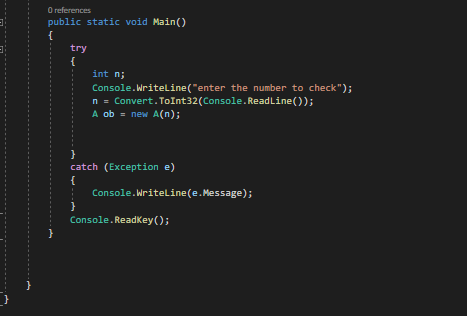 0 references
public static void Main()
{
try
{
int n;
Console.WriteLine("enter the number to check");
n = Convert.ToInt32(Console.ReadLine());
A ob = new A(n);
}
catch (Exception e)
{
Console.WriteLine(e.Message);
}
Console.ReadKey();
}
}
}